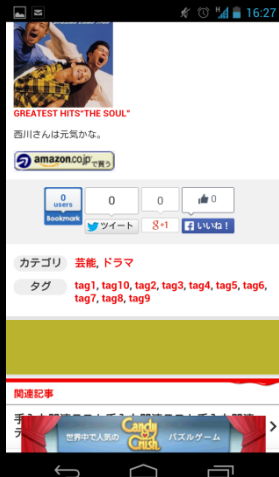 16:27
GREATEST HITS“THE SOUL”
西川さんは元気かな。
amazon.co.jp で買う
0
users
Bookmark
0
ツイート
0
g+1
0
いいね！
カテゴリ 芸能, ドラマ
タグ tag1, tag10, tag2, tag3, tag4, tag5, tag6,
tag7, tag8, tag9
関連記事
世界中で人気の Candy Crush パズルゲーム